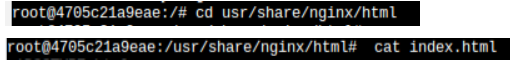 root@4705c21a9eae:/# cd usr/share/nginx/html
root@4705c21a9eae:/usr/share/nginx/html#  cat index.html